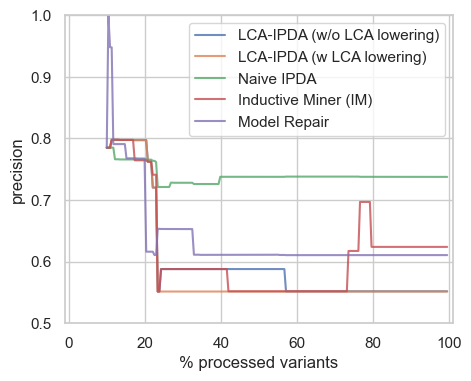 1.0
0.9
0.8
0.7
0.6
0.5
precision
LCA-IPDA (w/o LCA lowering)
LCA-IPDA (w LCA lowering)
Naive IPDA
Inductive Miner (IM)
Model Repair
0 20 40 60 80 100
% processed variants